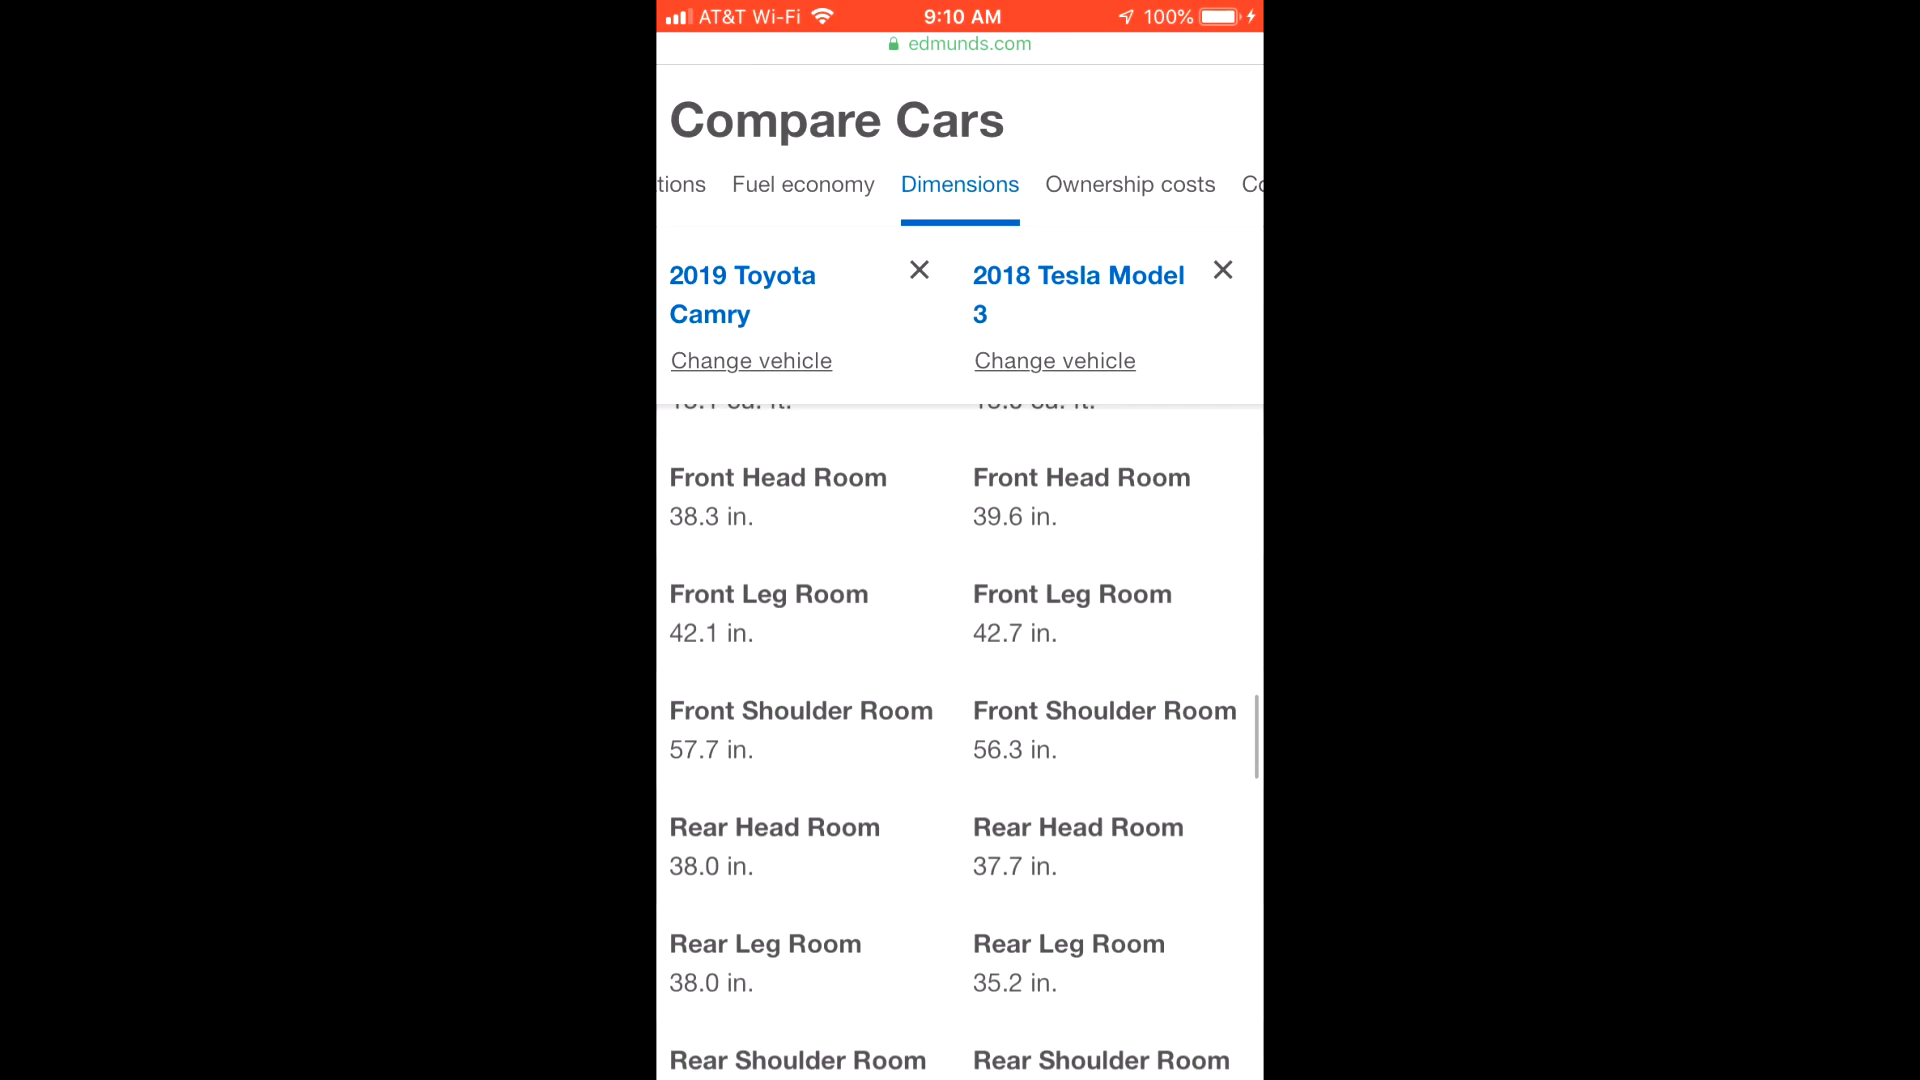 AT&T Wi-Fi 9:10 AM 100%
edmunds.com
Compare Cars
tions Fuel economy Dimensions Ownership costs Co
2019 Toyota Camry
2018 Tesla Model 3
Change vehicle Change vehicle
Front Head Room Front Head Room
38.3 in. 39.6 in.
Front Leg Room Front Leg Room
42.1 in. 42.7 in.
Front Shoulder Room Front Shoulder Room
57.7 in. 56.3 in.
Rear Head Room Rear Head Room
38.0 in. 37.7 in.
Rear Leg Room Rear Leg Room
38.0 in. 35.2 in.
Rear Shoulder Room Rear Shoulder Room